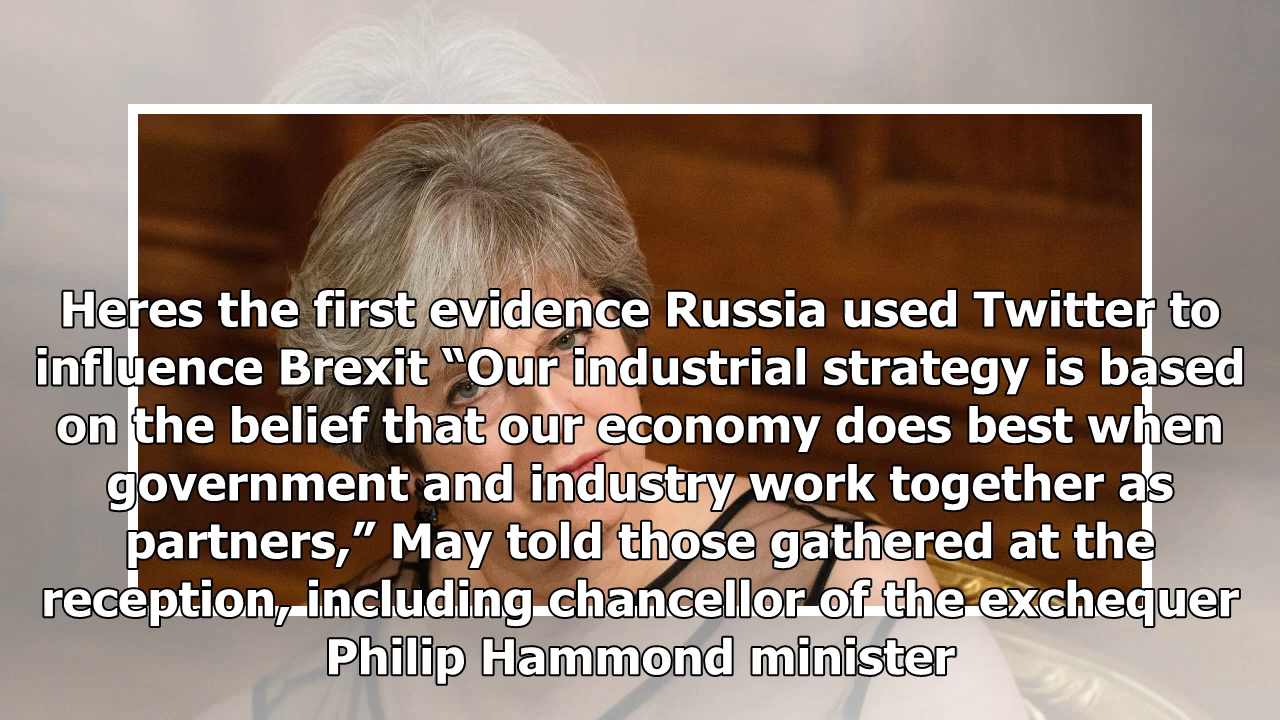 Heres the first evidence Russia used Twitter to
influence Brexit “Our industrial strategy is based
on the belief that our economy does best when
government and industry work together as
partners,” May told those gathered at the
reception, including chancellor of the exchequer
Philip Hammond minister